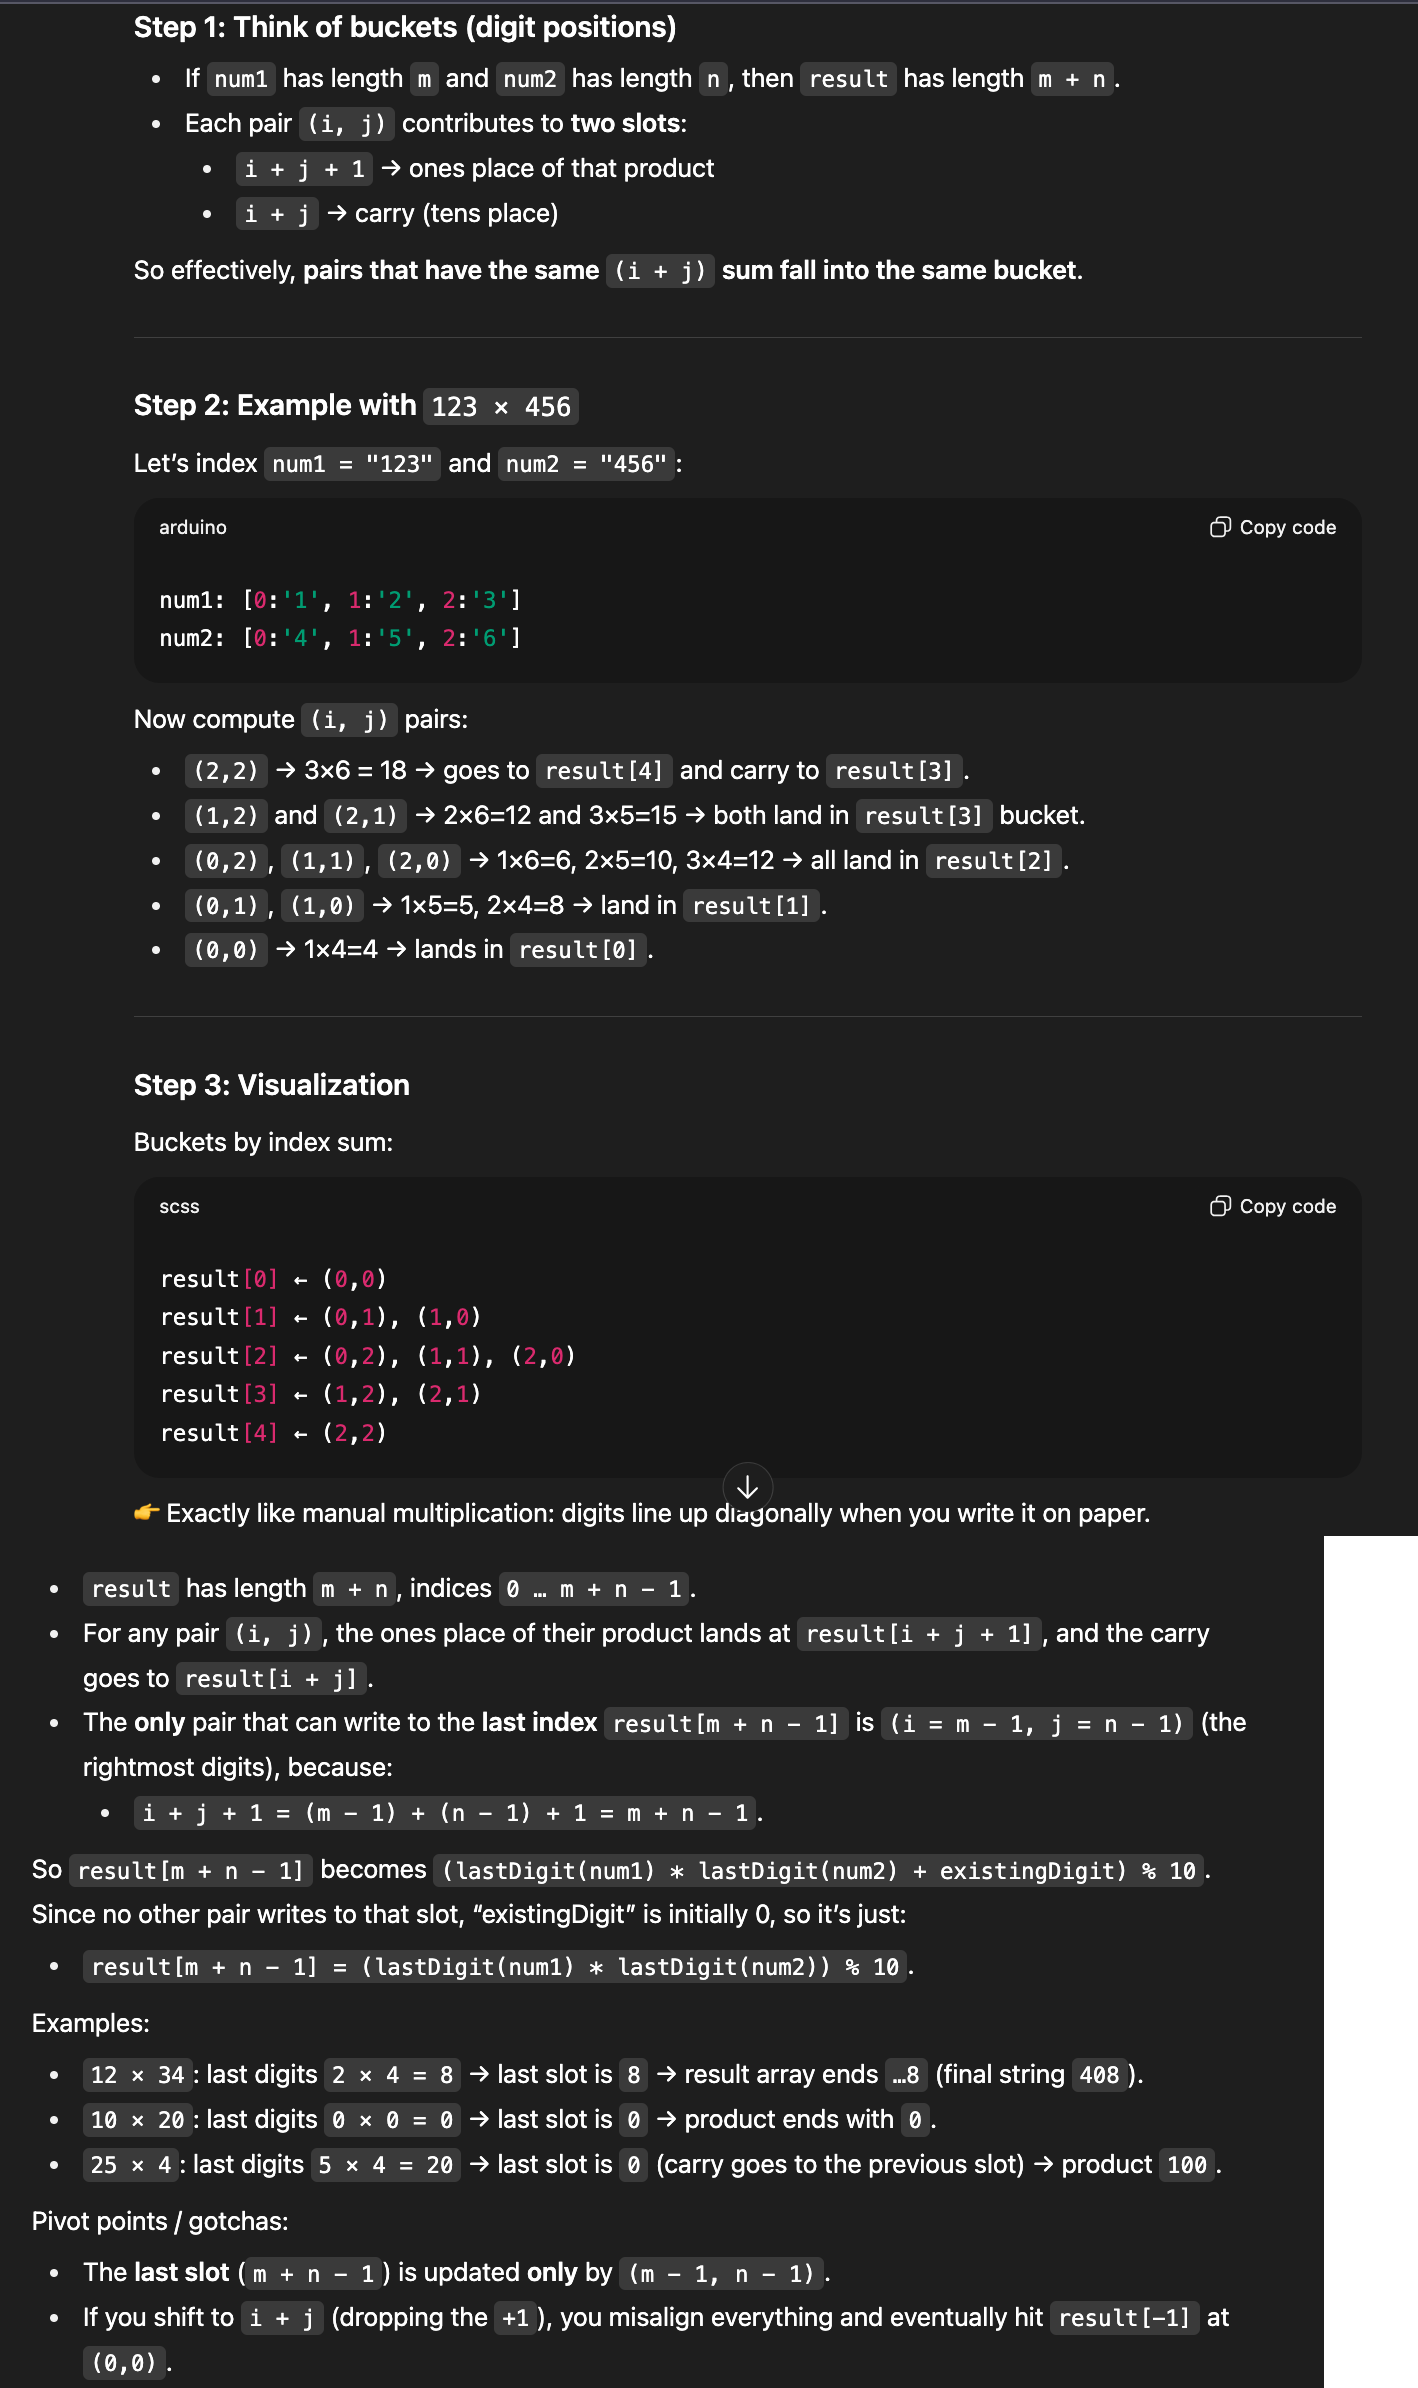 Step 1: Think of buckets (digit positions)
• If num1 has length m and num2 has length n, then result has length m + n.
• Each pair (i, j) contributes to two slots:
• i + j + 1 → ones place of that product
• i + j → carry (tens place)
So effectively, pairs that have the same (i + j) sum fall into the same bucket.
Step 2: Example with 123 × 456
Let’s index num1 = "123" and num2 = "456":
arduino Copy code
num1: [0:'1', 1:'2', 2:'3']
num2: [0:'4', 1:'5', 2:'6']
Now compute (i, j) pairs:
• (2,2) → 3×6 = 18 → goes to result[4] and carry to result[3].
• (1,2) and (2,1) → 2×6=12 and 3×5=15 → both land in result[3] bucket.
• (0,2), (1,1), (2,0) → 1×6=6, 2×5=10, 3×4=12 → all land in result[2].
• (0,1), (1,0) → 1×5=5, 2×4=8 → land in result[1].
• (0,0) → 1×4=4 → lands in result[0].
Step 3: Visualization
Buckets by index sum:
scss Copy code
result[0] ← (0,0)
result[1] ← (0,1), (1,0)
result[2] ← (0,2), (1,1), (2,0)
result[3] ← (1,2), (2,1)
result[4] ← (2,2)
👉 Exactly like manual multiplication: digits line up diagonally when you write it on paper.
• result has length m + n, indices 0 … m + n − 1.
• For any pair (i, j), the ones place of their product lands at result[i + j + 1], and the carry
goes to result[i + j].
• The only pair that can write to the last index result[m + n − 1] is (i = m − 1, j = n − 1) (the
rightmost digits), because:
• i + j + 1 = (m − 1) + (n − 1) + 1 = m + n − 1.
So result[m + n − 1] becomes (lastDigit(num1) * lastDigit(num2) + existingDigit) % 10.
Since no other pair writes to that slot, “existingDigit” is initially 0, so it’s just:
• result[m + n − 1] = (lastDigit(num1) * lastDigit(num2)) % 10.
Examples:
• 12 × 34: last digits 2 × 4 = 8 → last slot is 8 → result array ends …8 (final string 408).
• 10 × 20: last digits 0 × 0 = 0 → last slot is 0 → product ends with 0.
• 25 × 4: last digits 5 × 4 = 20 → last slot is 0 (carry goes to the previous slot) → product 100.
Pivot points / gotchas:
• The last slot (m + n − 1) is updated only by (m − 1, n − 1).
• If you shift to i + j (dropping the +1), you misalign everything and eventually hit result[−1] at
(0,0).